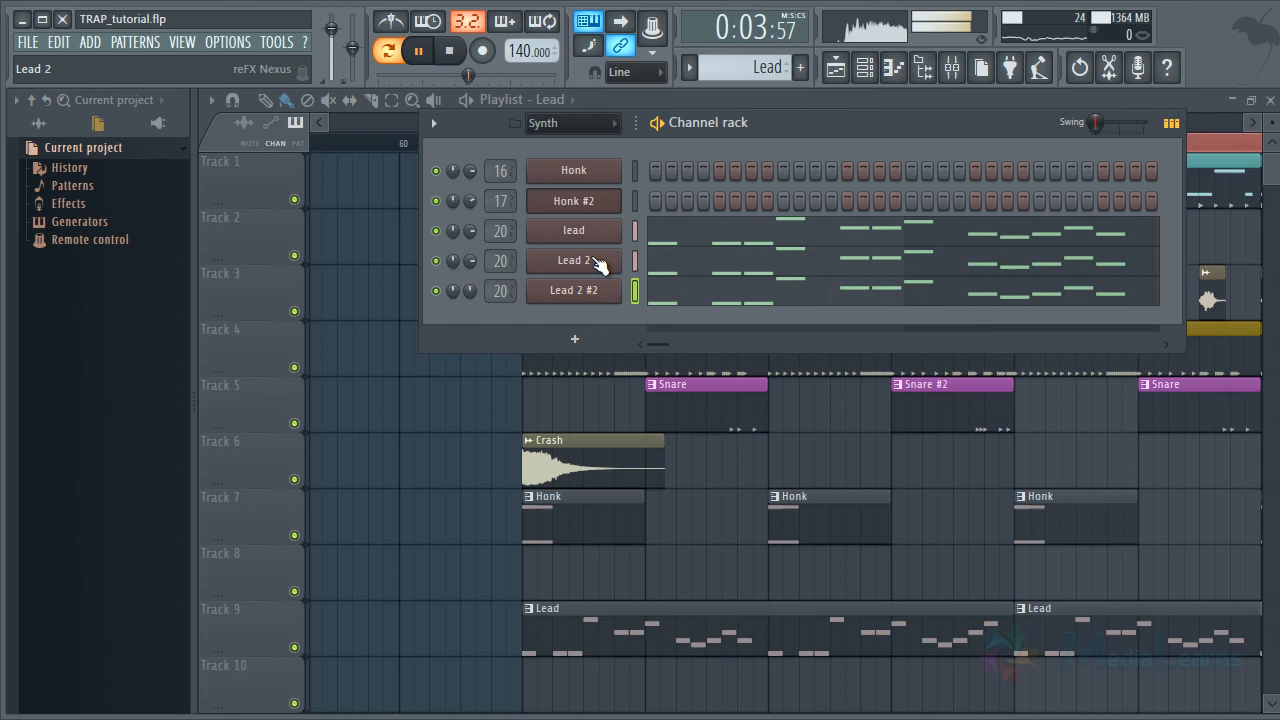 TRAP_tutorial.flp
FILE EDIT ADD PATTERNS VIEW OPTIONS TOOLS ?
Lead 2 reFX Nexus
3.2.
140.000
Line
0:03:57
M:S:CS
Lead
24
1364 MB
0
Current project
Playlist - Lead
Current project
History
Patterns
Effects
Generators
Remote control
NOTE CHAN PAT
60
Synth
Channel rack
Swing
16 Honk
17 Honk #2
20 lead
20 Lead 2
20 Lead 2 #2
+
Track 1
Track 2
Track 3
Track 4
Track 5
Snare
Snare #2
Snare
Track 6
Crash
Track 7
Honk
Honk
Honk
Track 8
Track 9
Lead
Lead
Track 10
MediaLearns